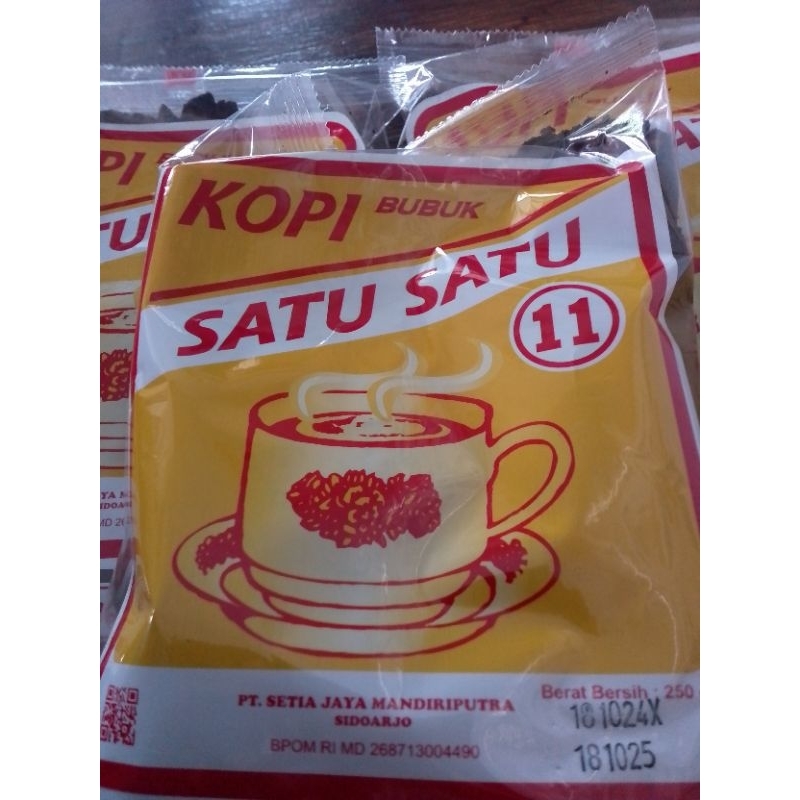 KOPI BUBUK
SATU SATU
11
PT. SETIA JAYA MANDIRIPUTRA
SIDOARJO
BPOM RI MD 268713004490
Berat Bersih : 250
181024X
181025